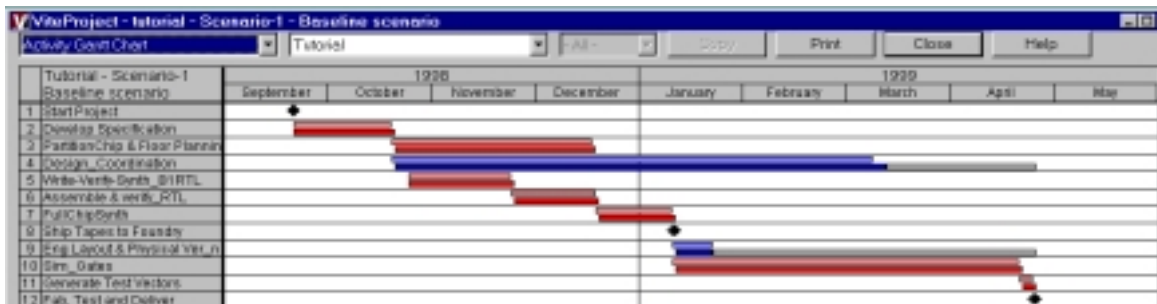 ViteProject - tutorial - Scenario-1 - Baseline scenario
Activity Gantt Chart Tutorial - All - Copy Print Close Help
Tutorial - Scenario-1 1998 1999
Baseline scenario September October November December January February March April May
1 Start Project
2 Develop Specification
3 PartitionChip & Floor Plannin
4 Design_Coordination
5 Write-Verify-Synth_B1RTL
6 Assemble & verify_RTL
7 FullChipSynth
8 Ship Tapes to Foundry
9 Eng Layout & Physical Ver_n
10 Sim_Gates
11 Generate Test Vectors
12 Fab, Test and Deliver